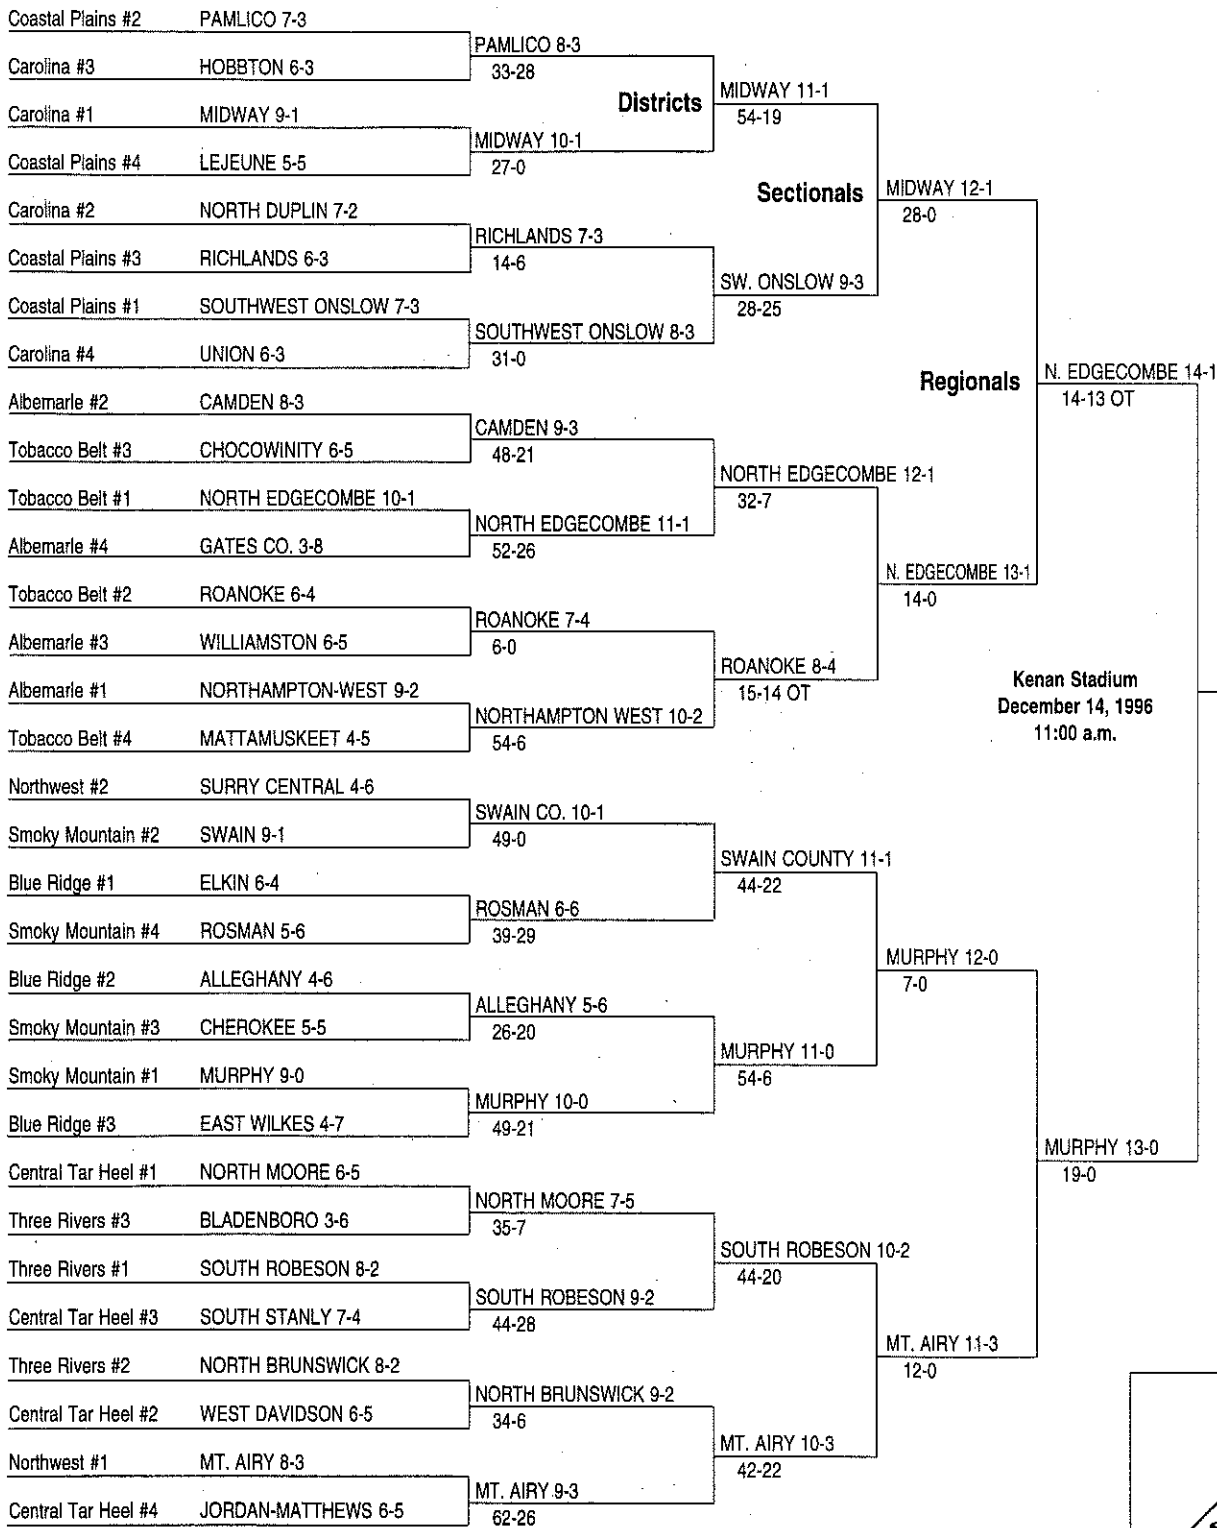 Coastal Plains #2 PAMLICO 7-3
Carolina #3 HOBBTON 6-3
Carolina #1 MIDWAY 9-1
Coastal Plains #4 LEJEUNE 5-5
Carolina #2 NORTH DUPLIN 7-2
Coastal Plains #3 RICHLANDS 6-3
Coastal Plains #1 SOUTHWEST ONSLOW 7-3
Carolina #4 UNION 6-3
Albemarle #2 CAMDEN 8-3
Tobacco Belt #3 CHOCOWINITY 6-5
Tobacco Belt #1 NORTH EDGECOMBE 10-1
Albemarle #4 GATES CO. 3-8
Tobacco Belt #2 ROANOKE 6-4
Albemarle #3 WILLIAMSTON 6-5
Albemarle #1 NORTHAMPTON-WEST 9-2
Tobacco Belt #4 MATTAMUSKEET 4-5
Northwest #2 SURRY CENTRAL 4-6
Smoky Mountain #2 SWAIN 9-1
Blue Ridge #1 ELKIN 6-4
Smoky Mountain #4 ROSMAN 5-6
Blue Ridge #2 ALLEGHANY 4-6
Smoky Mountain #3 CHEROKEE 5-5
Smoky Mountain #1 MURPHY 9-0
Blue Ridge #3 EAST WILKES 4-7
Central Tar Heel #1 NORTH MOORE 6-5
Three Rivers #3 BLADENBORO 3-6
Three Rivers #1 SOUTH ROBESON 8-2
Central Tar Heel #3 SOUTH STANLY 7-4
Three Rivers #2 NORTH BRUNSWICK 8-2
Central Tar Heel #2 WEST DAVIDSON 6-5
Northwest #1 MT. AIRY 8-3
Central Tar Heel #4 JORDAN-MATTHEWS 6-5
PAMLICO 8-3
33-28
MIDWAY 10-1
27-0
RICHLANDS 7-3
14-6
SOUTHWEST ONSLOW 8-3
31-0
CAMDEN 9-3
48-21
NORTH EDGECOMBE 11-1
52-26
ROANOKE 7-4
6-0
NORTHAMPTON WEST 10-2
54-6
SWAIN CO. 10-1
49-0
ROSMAN 6-6
39-29
ALLEGHANY 5-6
26-20
MURPHY 10-0
49-21
NORTH MOORE 7-5
35-7
SOUTH ROBESON 9-2
44-28
NORTH BRUNSWICK 9-2
34-6
MT. AIRY 9-3
62-26
Districts
MIDWAY 11-1
54-19
SW. ONSLOW 9-3
28-25
NORTH EDGECOMBE 12-1
32-7
ROANOKE 8-4
15-14 OT
SWAIN COUNTY 11-1
44-22
MURPHY 11-0
54-6
SOUTH ROBESON 10-2
44-20
MT. AIRY 10-3
42-22
Sectionals
MIDWAY 12-1
28-0
N. EDGECOMBE 13-1
14-0
MURPHY 12-0
7-0
MT. AIRY 11-3
12-0
Regionals
N. EDGECOMBE 14-1
14-13 OT
MURPHY 13-0
19-0
Kenan Stadium
December 14, 1996
11:00 a.m.